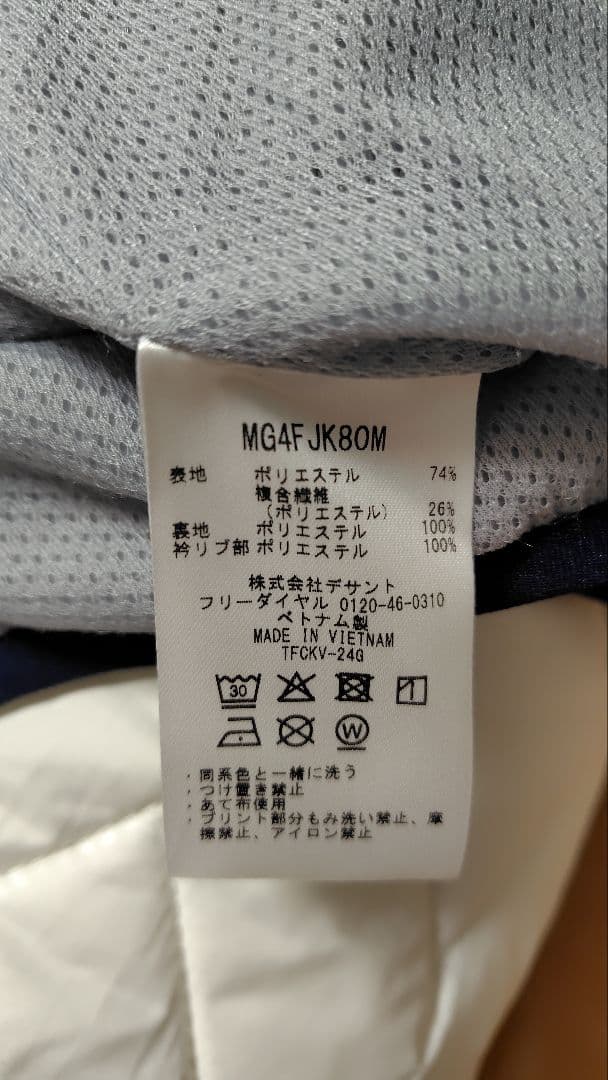 MG4FJK80M
表地 ポリエステル 74%
複合繊維
(ポリエステル) 26%
裏地 ポリエステル 100%
衿リブ部 ポリエステル 100%
株式会社デサント
フリーダイヤル 0120-46-0310
ベトナム製
MADE IN VIETNAM
TFCKV-24G
30
W
・同系色と一緒に洗う
・つけ置き禁止
・あて布使用
・プリント部分もみ洗い禁止、摩
擦禁止、アイロン禁止